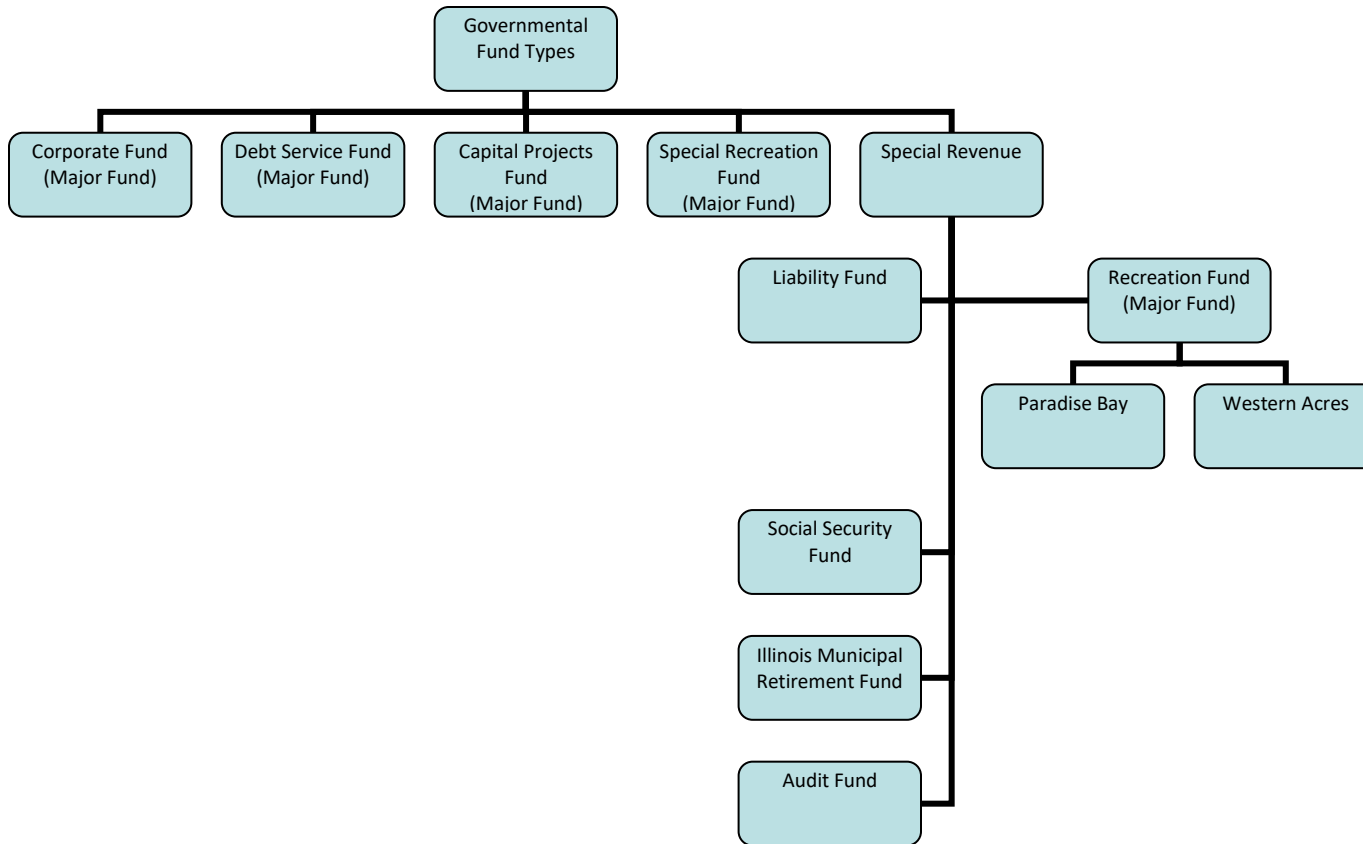 Governmental
Fund Types
Corporate Fund
(Major Fund)
Debt Service Fund
(Major Fund)
Capital Projects
Fund
(Major Fund)
Special Recreation
Fund
(Major Fund)
Special Revenue
Liability Fund
Recreation Fund
(Major Fund)
Paradise Bay
Western Acres
Social Security
Fund
Illinois Municipal
Retirement Fund
Audit Fund